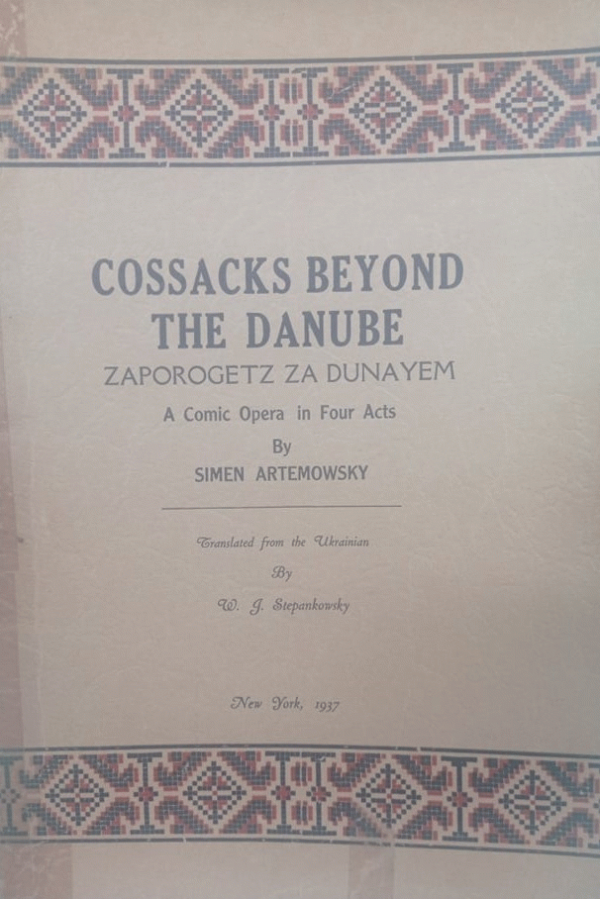 COSSACKS BEYOND
THE DANUBE
ZAPOROGETZ ZA DUNAYEM
A Comic Opera in Four Acts
By
SIMEN ARTEMOWSKY
Translated from the Ukrainian
By
W. J. Stepankowsky
New York, 1937